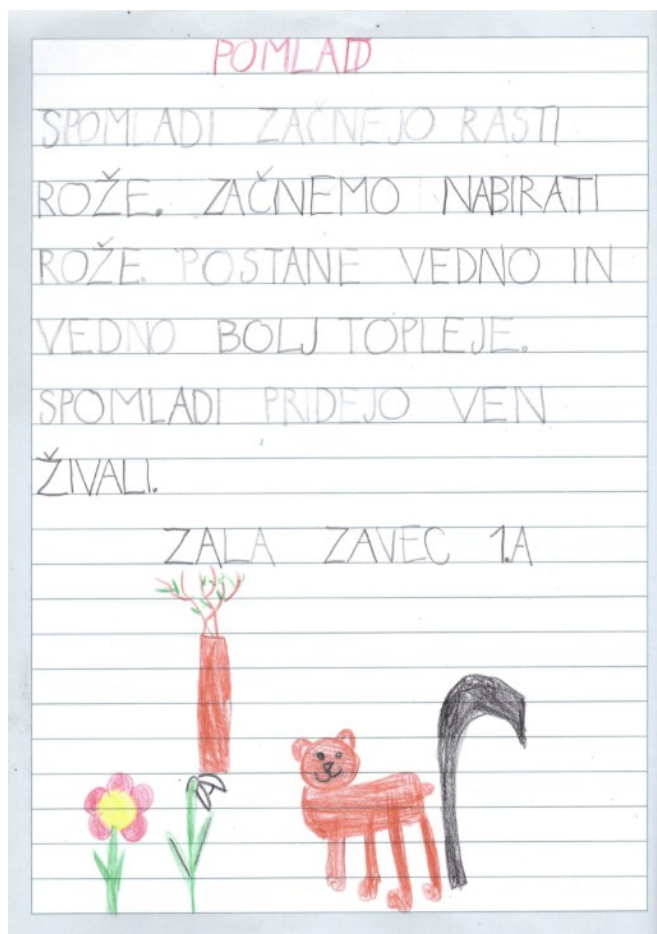 POMLAD
SPOMLADI ZAČNEJO RASTI
ROŽE. ZAČNEMO NABIRATI
ROŽE. POSTANE VEDNO IN
VEDNO BOLJ TOPLEJE.
SPOMLADI PRIDEJO VEN
ŽIVALI.
ZALA ZAVEC 1.A